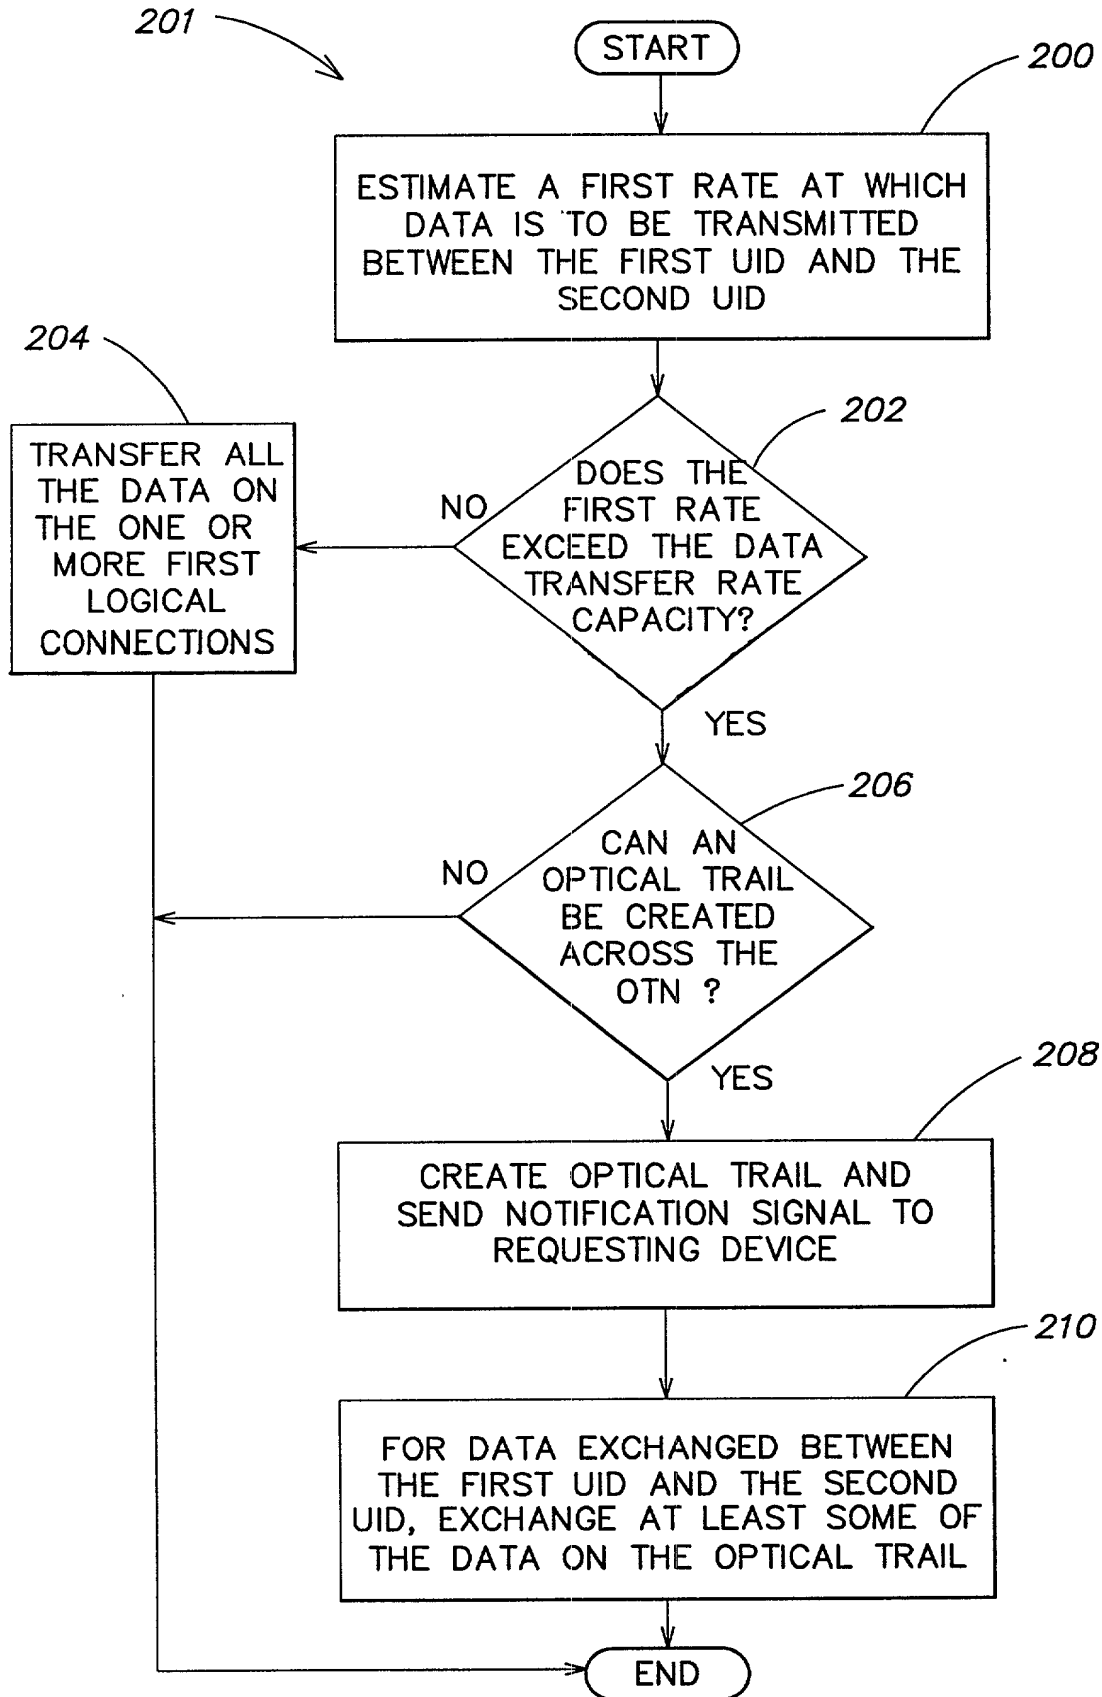 201
START
200
ESTIMATE A FIRST RATE AT WHICH
DATA IS TO BE TRANSMITTED
BETWEEN THE FIRST UID AND THE
SECOND UID
204
202
TRANSFER ALL
THE DATA ON
THE ONE OR
MORE FIRST
LOGICAL
CONNECTIONS
NO
DOES THE
FIRST RATE
EXCEED THE DATA
TRANSFER RATE
CAPACITY?
YES
206
NO
CAN AN
OPTICAL TRAIL
BE CREATED
ACROSS THE
OTN ?
YES
208
CREATE OPTICAL TRAIL AND
SEND NOTIFICATION SIGNAL TO
REQUESTING DEVICE
210
FOR DATA EXCHANGED BETWEEN
THE FIRST UID AND THE SECOND
UID, EXCHANGE AT LEAST SOME OF
THE DATA ON THE OPTICAL TRAIL
END